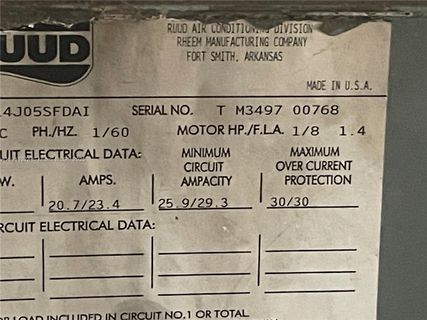 RUUD
RUUD AIR CONDITIONING DIVISION
RHEEM MANUFACTURING COMPANY
FORT SMITH, ARKANSAS
MADE IN U.S.A.
4J05SFDAI SERIAL NO. T M3497 00768
C PH./HZ. 1/60 MOTOR HP./F.L.A. 1/8 1.4
UIT ELECTRICAL DATA: MINIMUM CIRCUIT AMPACITY MAXIMUM OVER CURRENT PROTECTION
W. AMPS.
20.7/23.4 25.9/29.3 30/30
RCUIT ELECTRICAL DATA:
OR LOAD INCLUDED IN CIRCUIT NO.1 OR TOTAL